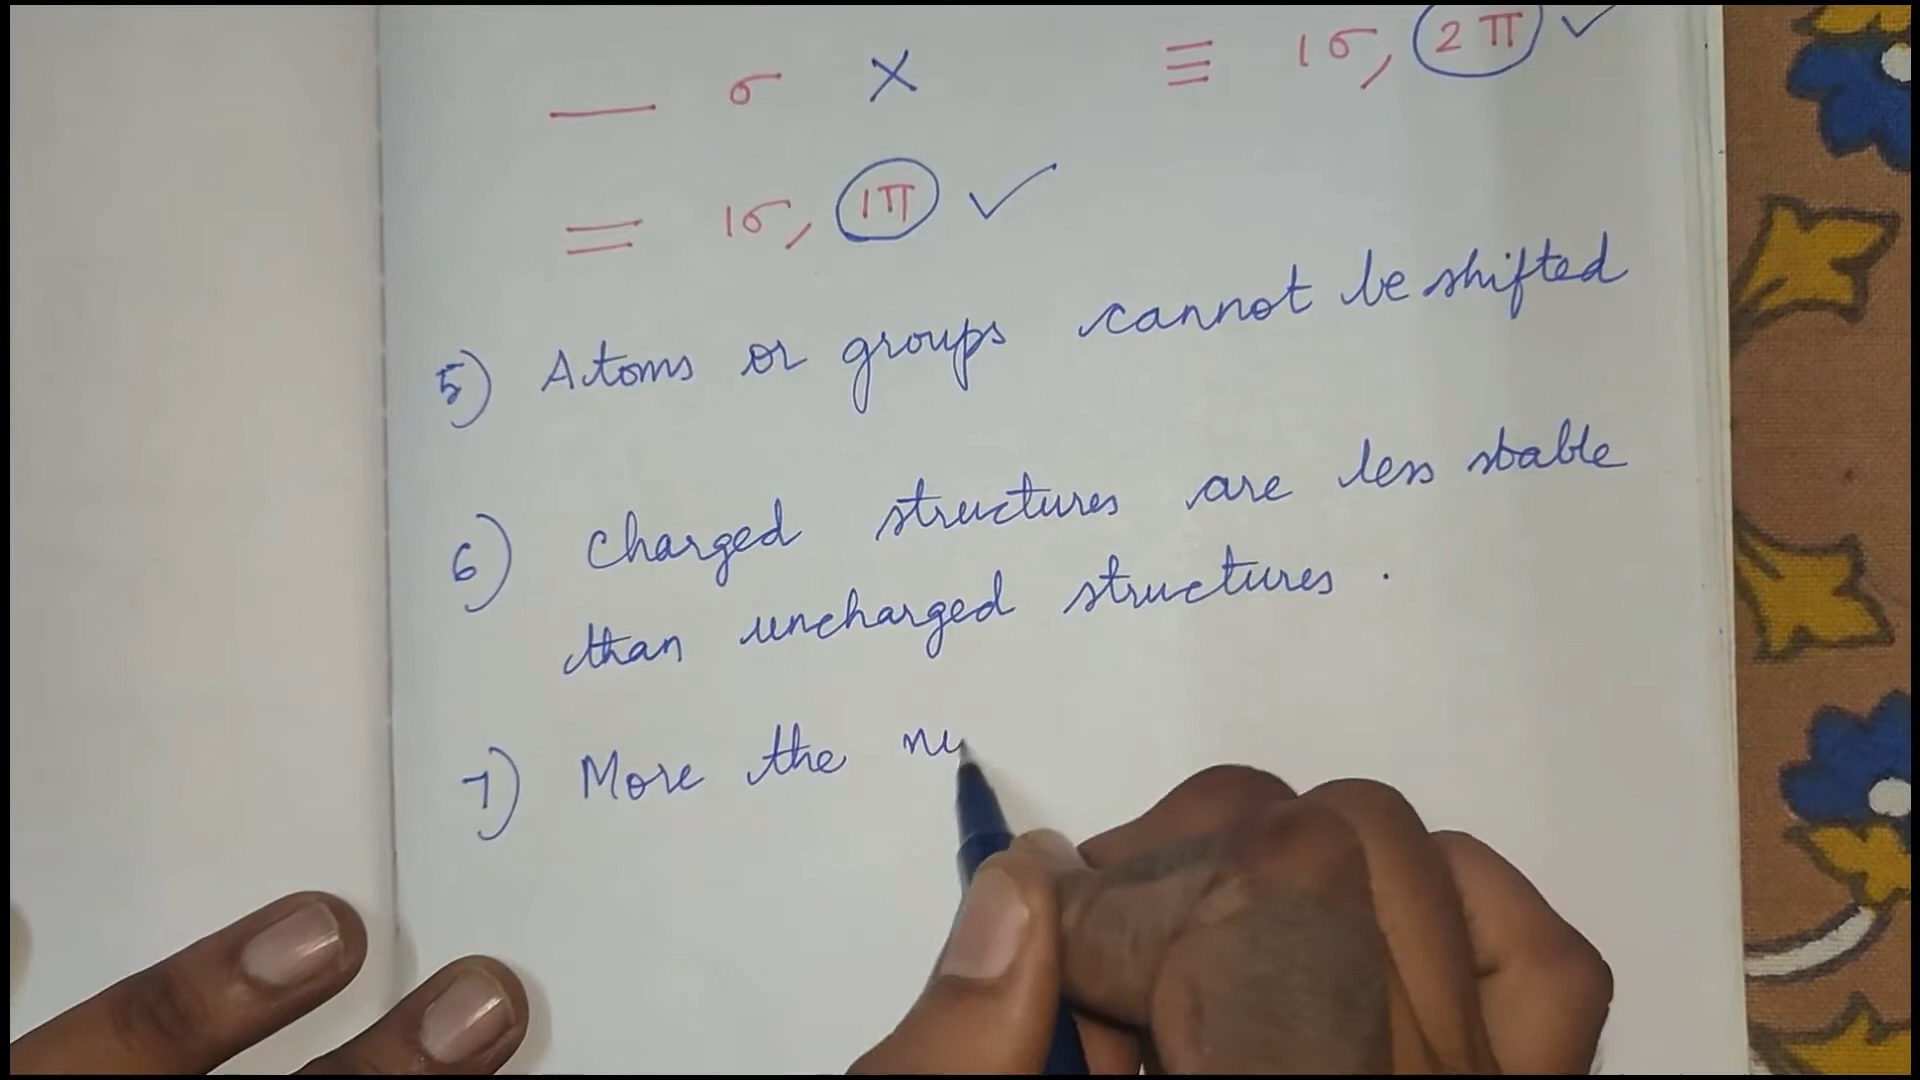 — σ ✗ ≡ 1σ, 2π ✓
= 1σ, 1π ✓
5) Atoms or groups cannot be shifted
6) Charged structures are less stable
than uncharged structures.
7) More the nu